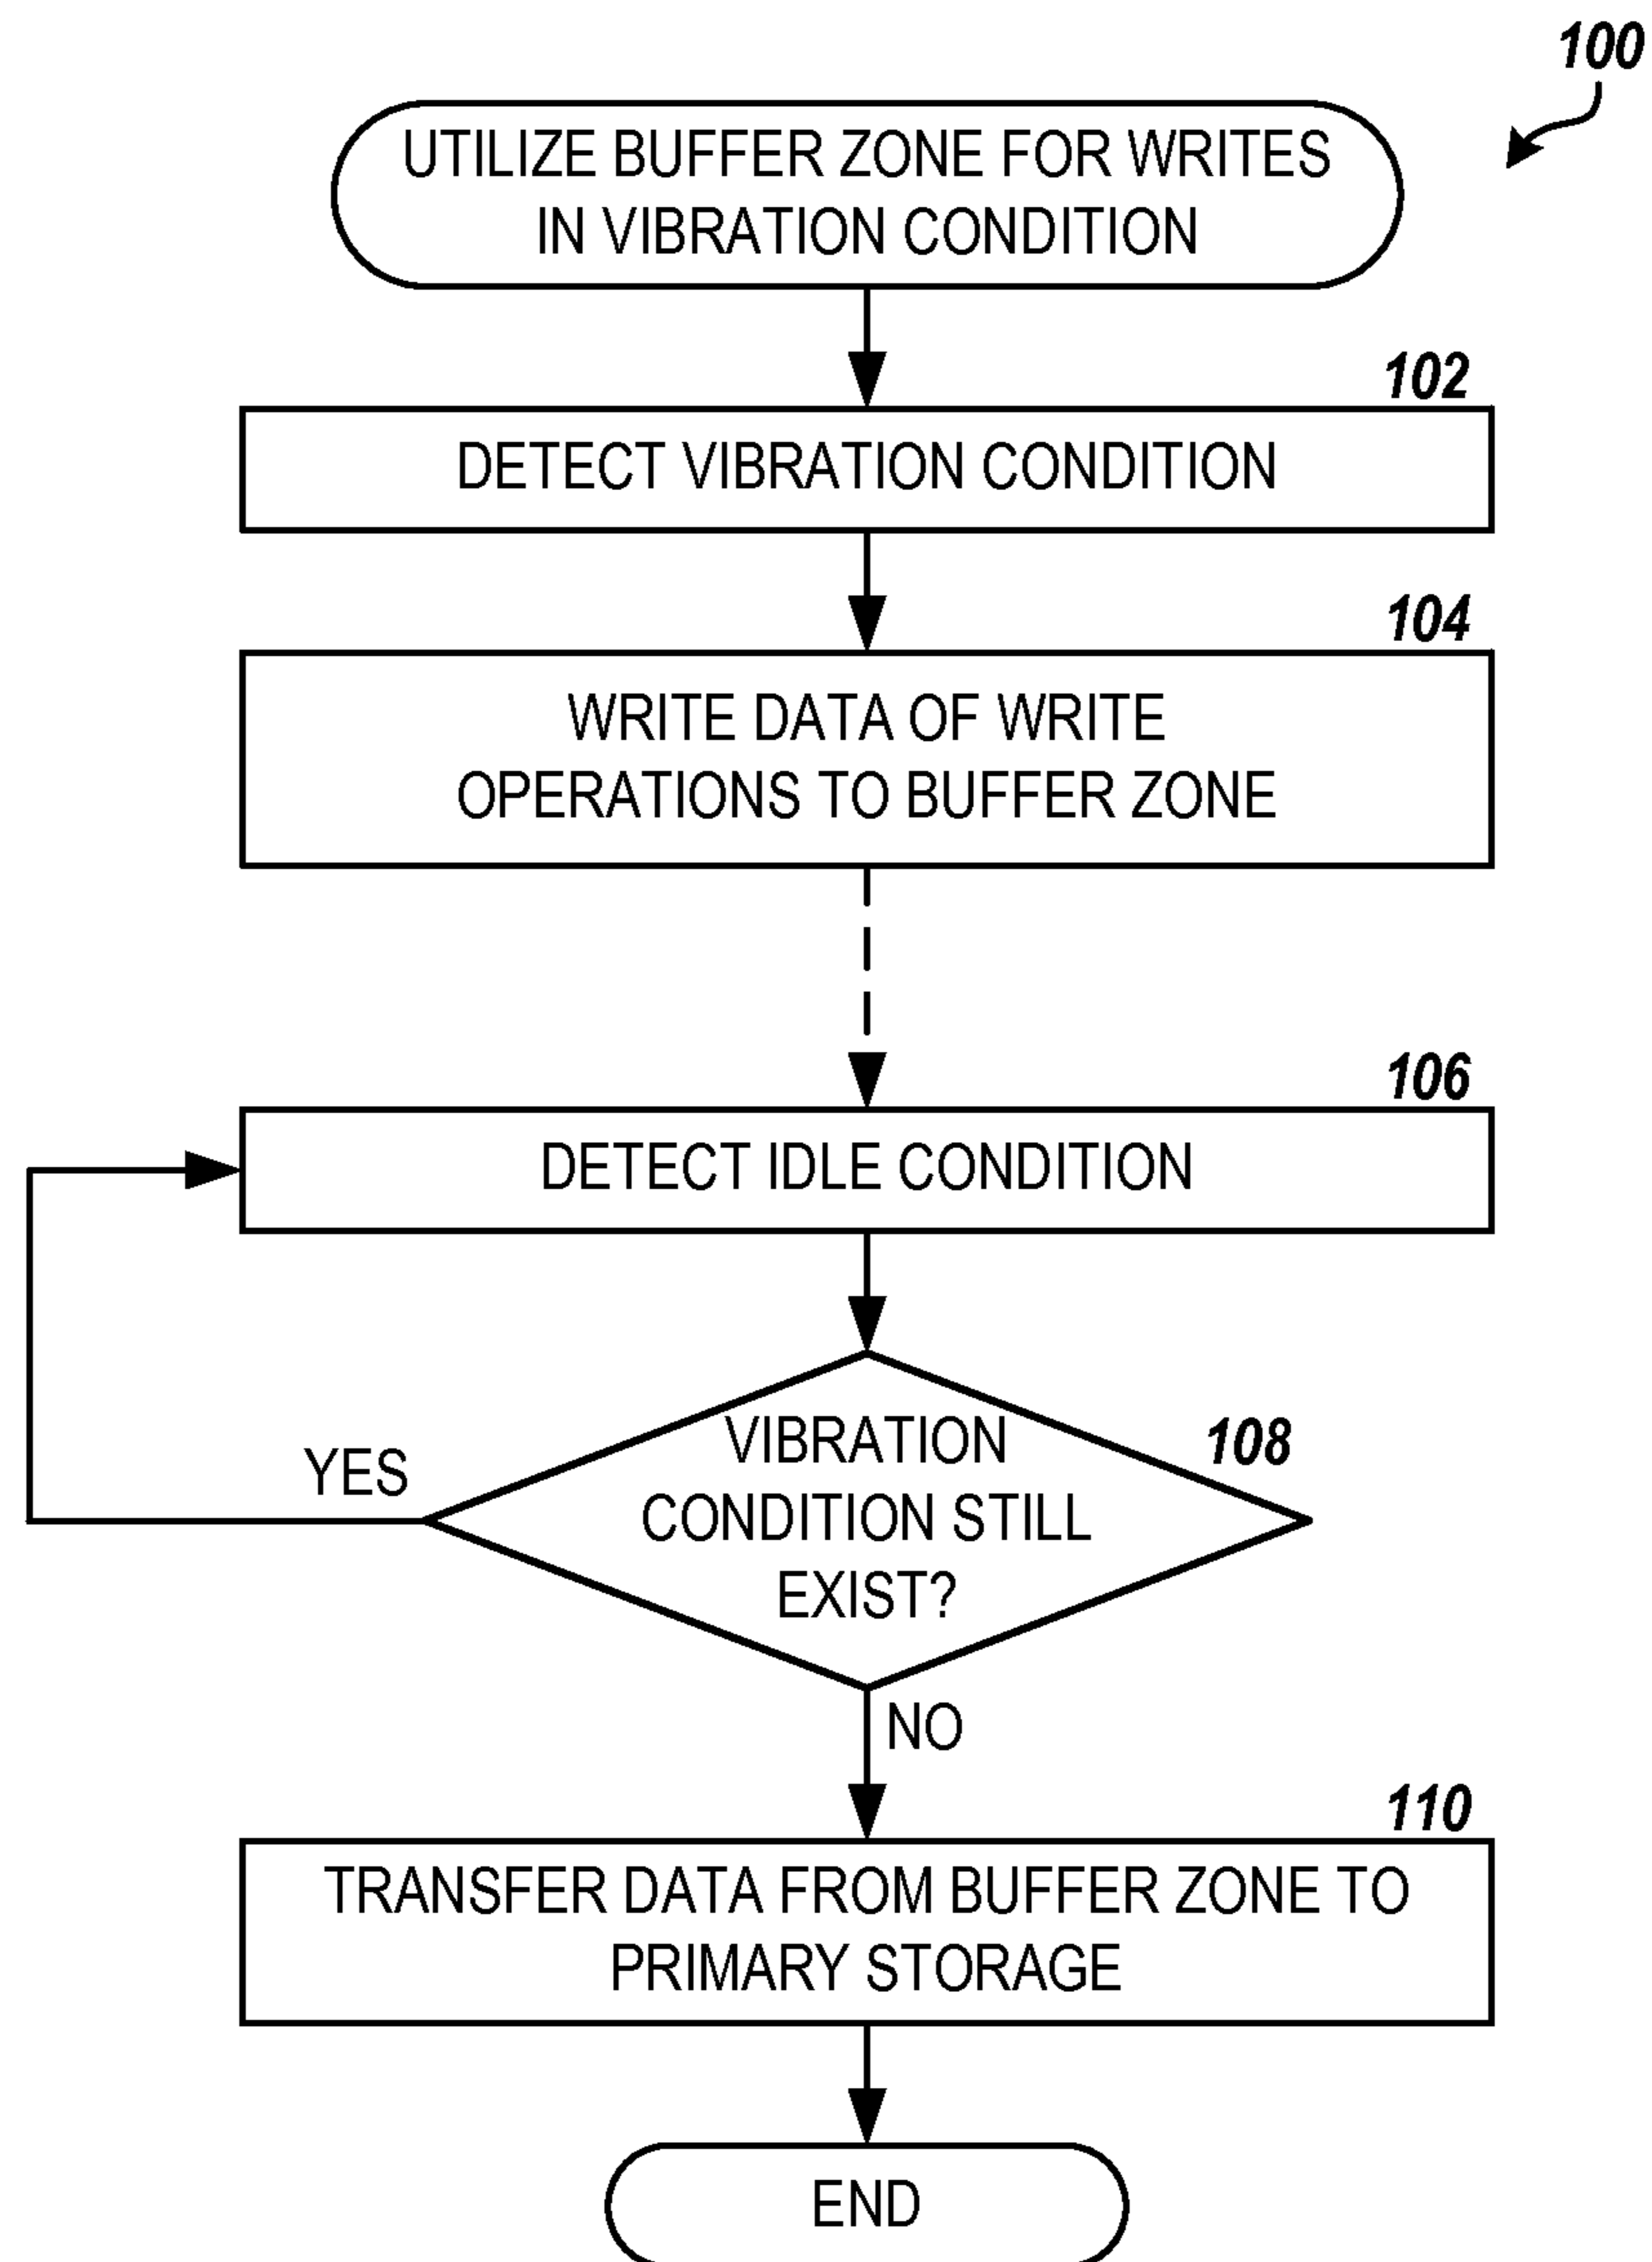 100
UTILIZE BUFFER ZONE FOR WRITES
IN VIBRATION CONDITION
102
DETECT VIBRATION CONDITION
104
WRITE DATA OF WRITE
OPERATIONS TO BUFFER ZONE
106
DETECT IDLE CONDITION
VIBRATION
108
CONDITION STILL
EXIST?
YES
NO
110
TRANSFER DATA FROM BUFFER ZONE TO
PRIMARY STORAGE
END